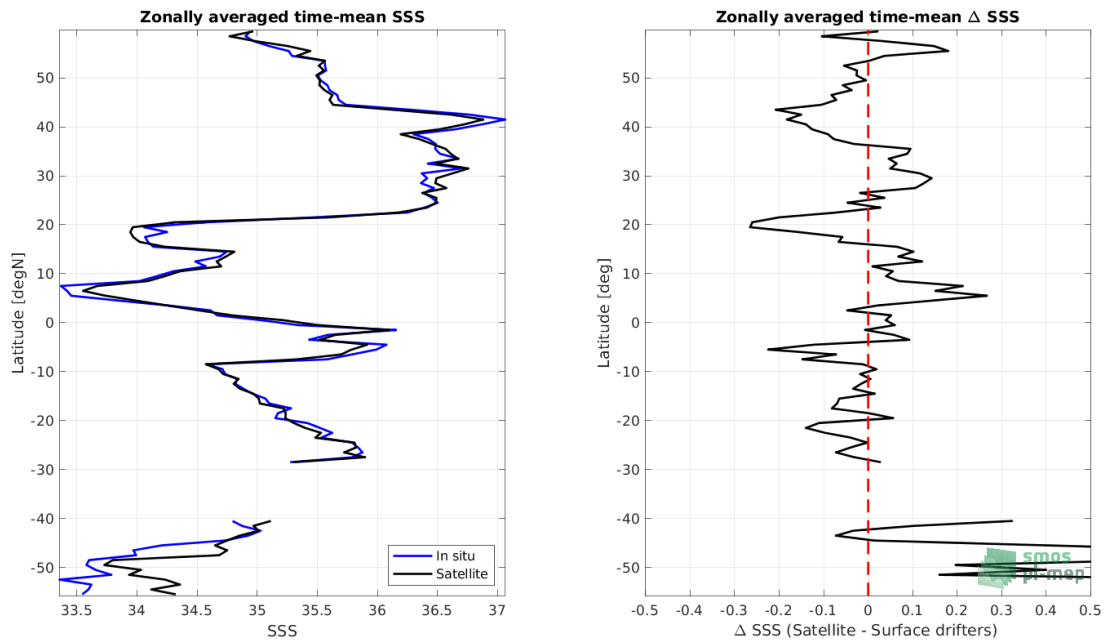 Zonally averaged time-mean SSS
Latitude [degN]
50
40
30
20
10
0
-10
-20
-30
-40
-50
33.5 34 34.5 35 35.5 36 36.5 37
SSS
In situ
Satellite
Zonally averaged time-mean Δ SSS
Latitude [deg]
50
40
30
20
10
0
-10
-20
-30
-40
-50
-0.5 -0.4 -0.3 -0.2 -0.1 0 0.1 0.2 0.3 0.4 0.5
Δ SSS (Satellite - Surface drifters)
smos
pi-mep